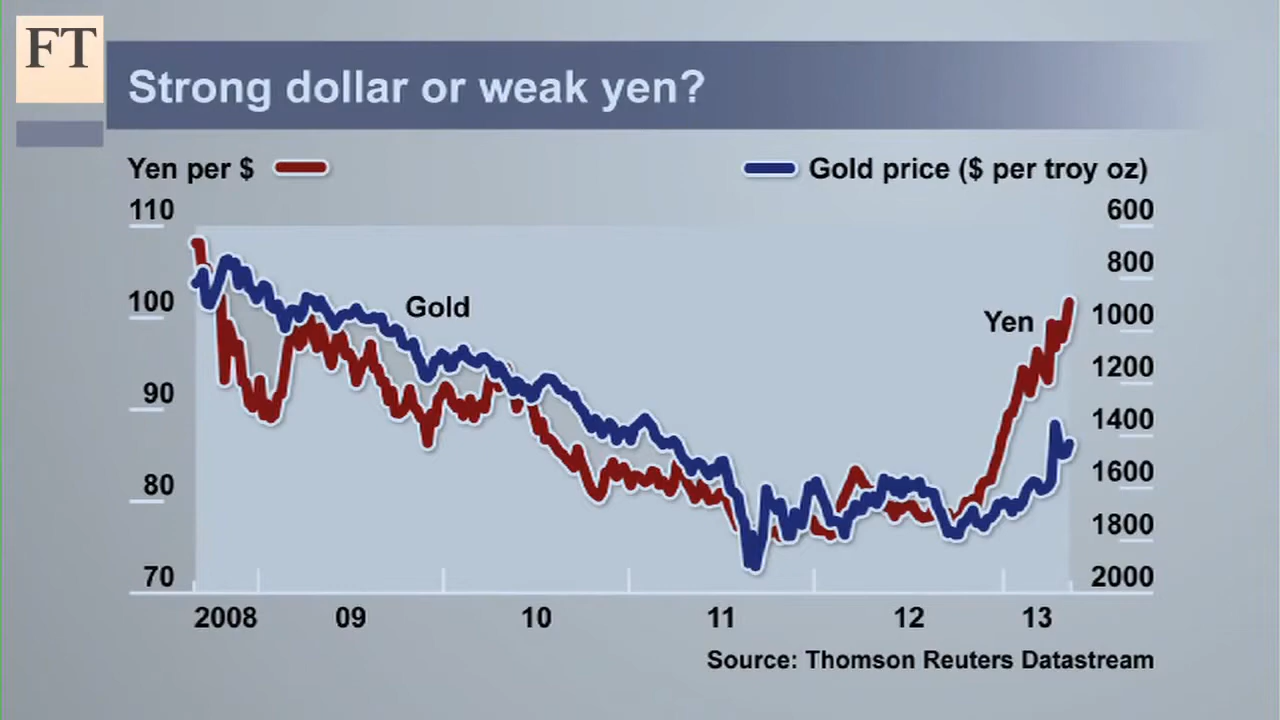 FT
Strong dollar or weak yen?
Yen per $
Gold price ($ per troy oz)
110
600
800
100
Gold
Yen
1000
1200
90
1400
1600
80
1800
70
2000
2008 09 10 11 12 13
Source: Thomson Reuters Datastream